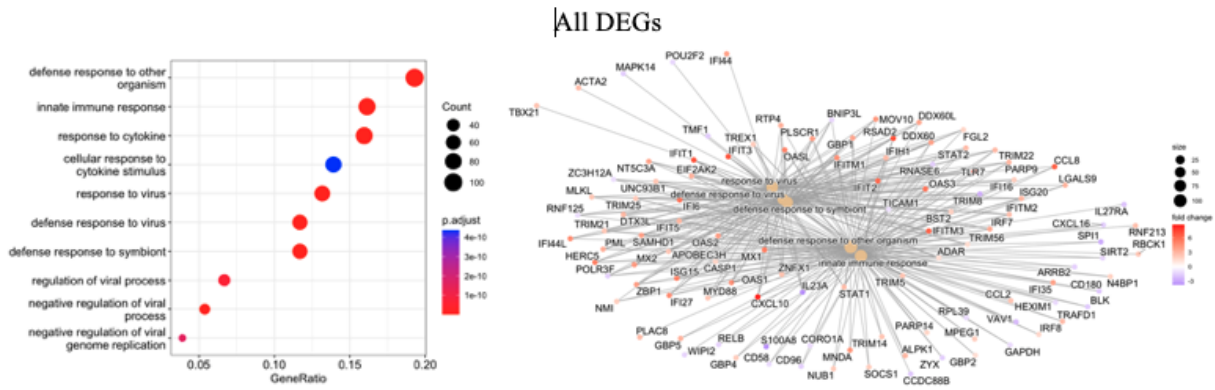 All DEGs
defense response to other
organism
innate immune response
response to cytokine
cellular response to
cytokine stimulus
response to virus
defense response to virus
defense response to symbiont
regulation of viral process
negative regulation of viral
process
negative regulation of viral
genome replication
0.05 0.10 0.15 0.20
GeneRatio
Count
40
60
80
100
p.adjust
4e-10
3e-10
2e-10
1e-10
POU2F2
IFI44
MAPK14
ACTA2
TBX21
BNIP3L
MOV10
DDX60L
RTP4
PLSCR1
RSAD2
DDX60
FGL2
TMF1
TREX1
GBP1
IFIT3
OASL
IFIH1
STAT2
TRIM22
IFIT1
ITM1
EIF2AK2
IFITM1
PARP9
CCL8
NT5C3A
RNASE6
TLR7
ZC3H12A
response to virus
IFIT2
OAS3
IFI16
LGALS9
MLKL
UNC93B1
defense response to virus
ISG20
RNF125
TRIM25
IFI6
defense response to symbiont
TICAM1
TRIM8
IFITM2
IL27RA
TRIM21
DTX3L
IFIT5
BST2
IRF7
CXCL16
IFI44L
PML
SAMHD1
OAS2
defense response to other organism
IFITM3
TRIM56
SPI1
RNF213
HERC5
MX2
APOBEC3H
MX1
ADAR
SIRT2
RBCK1
POLR3F
ISG15
CASP1
ZNFX1
innate immune response
ARRB2
ZBP1
MYD88
OAS1
IL23A
TRIM5
IFI35
CD180
N4BP1
NMI
IFI27
CXCL10
STAT1
CCL2
HEXIM1
BLK
RPL39
VAV1
TRAFD1
PLAC8
RELB
S100A8
CORO1A
PARP14
MPEG1
IRF8
GBP5
WIPI2
CD58
CD96
MNDA
TRIM14
ALPK1
GAPDH
GBP4
NUB1
SOCS1
ZYX
GBP2
CCDC88B
size
25
50
75
100
fold change
6
3
0
-3